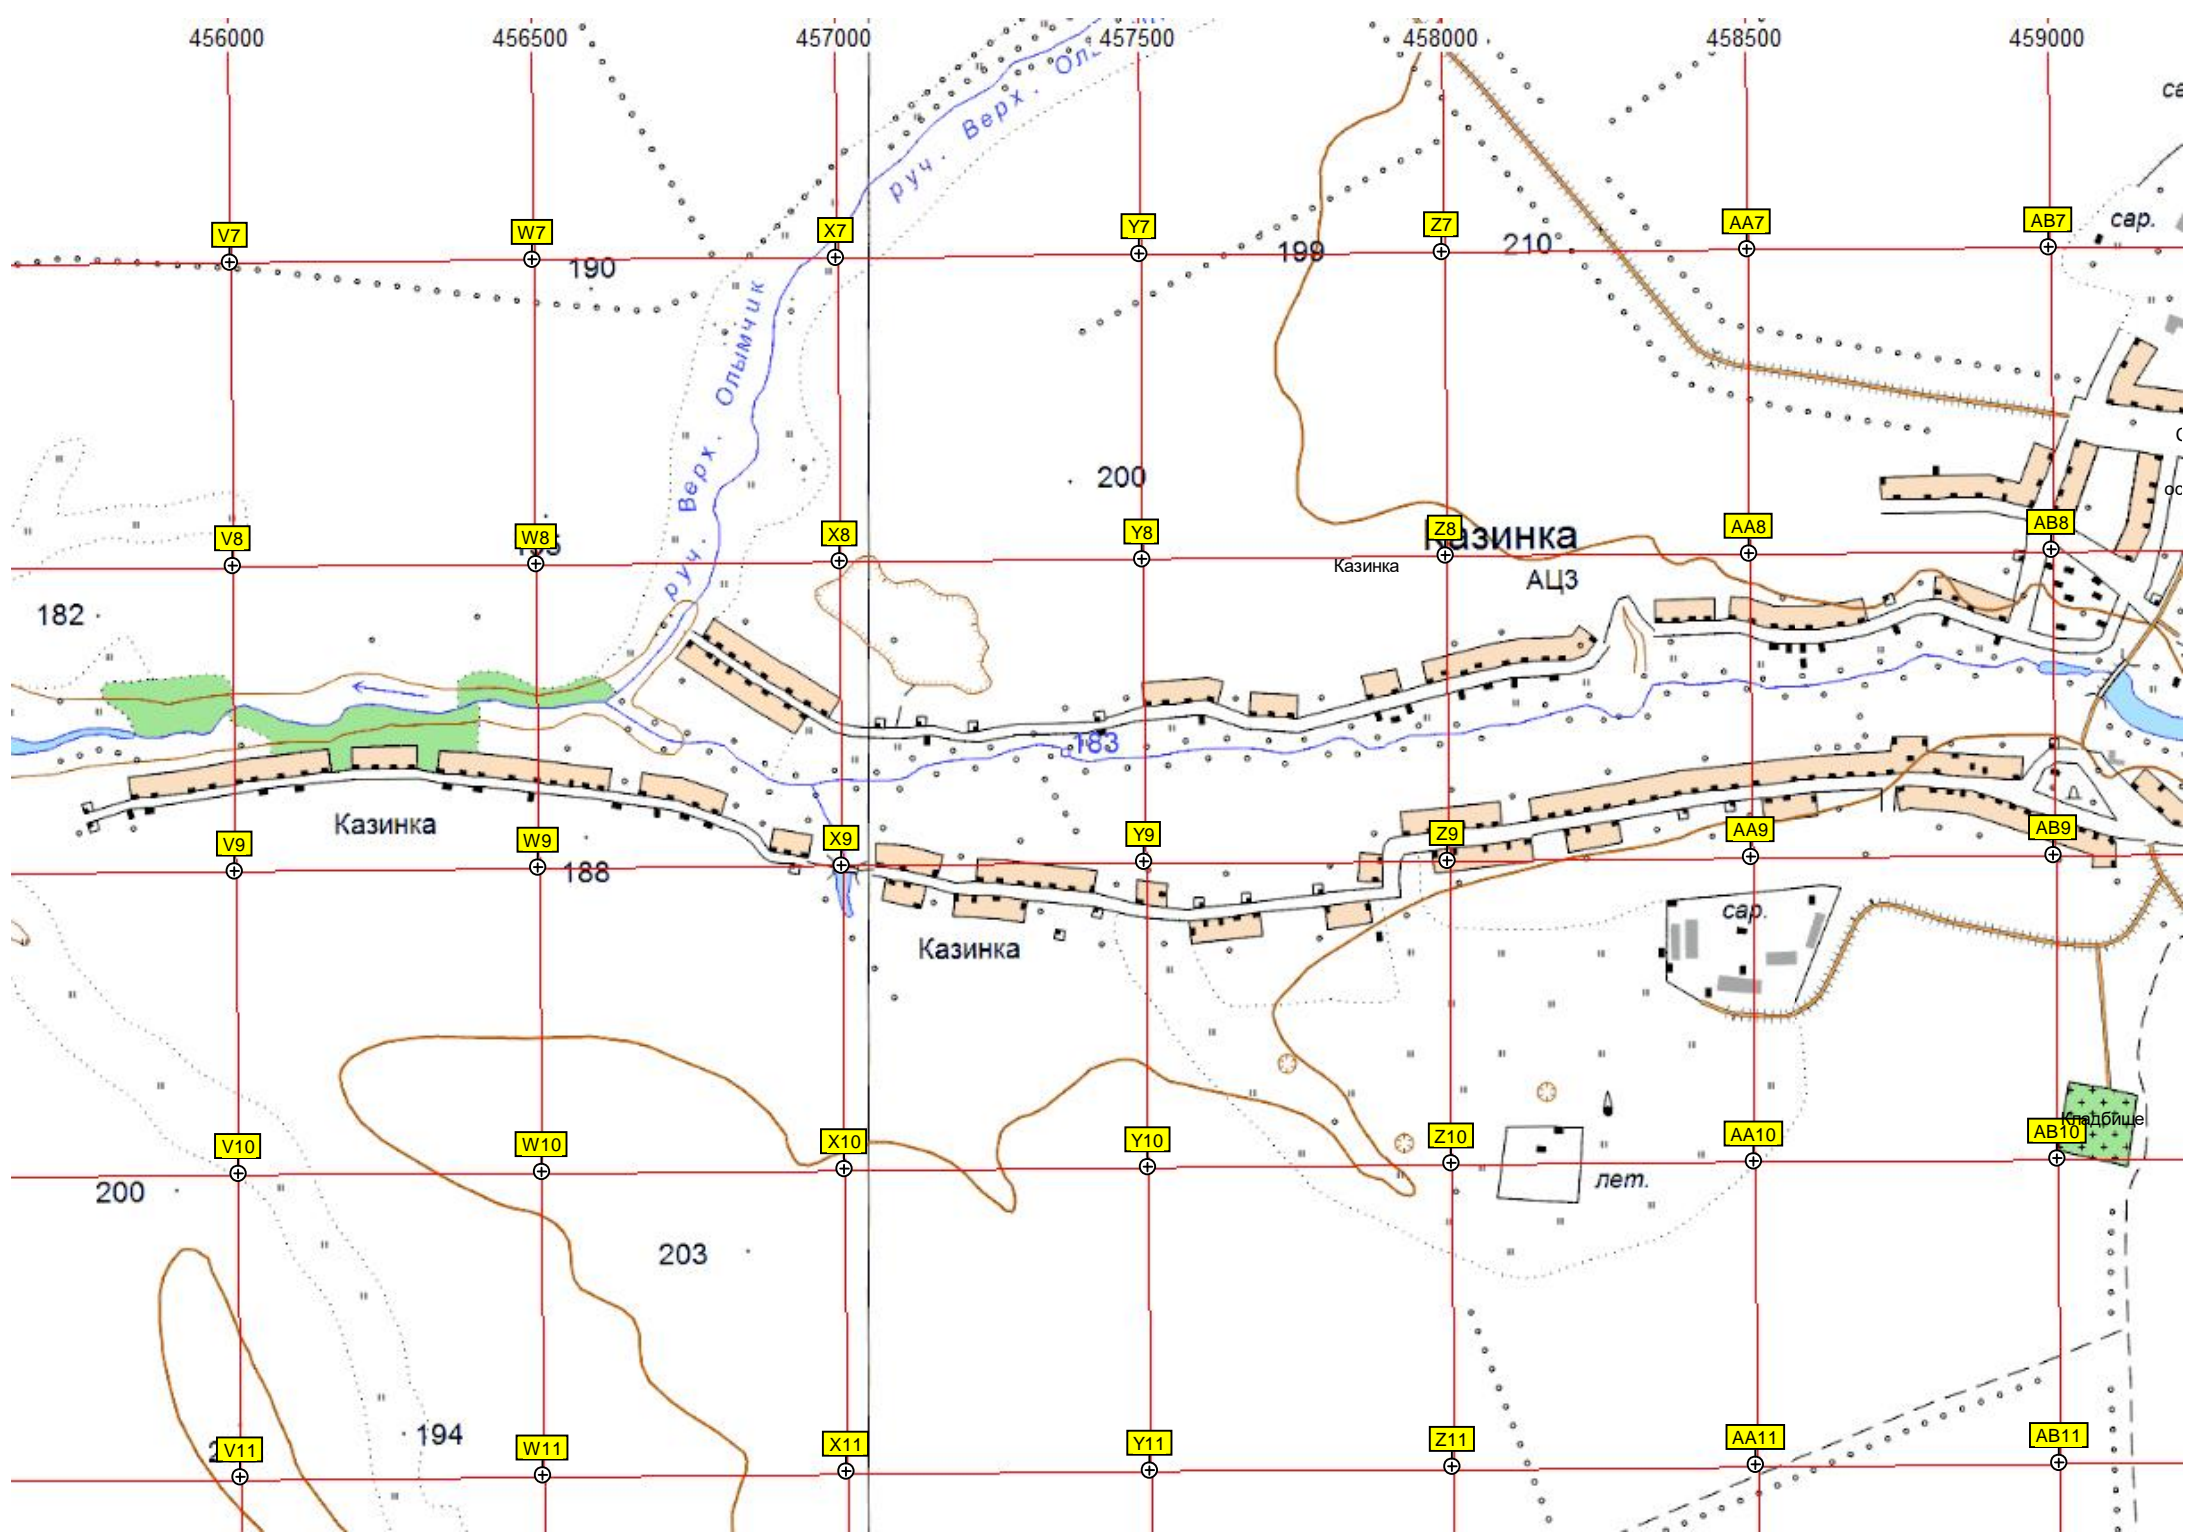 456000 456500 457000 457500 458000 458500 459000
руч. Верх.
сар.
V7 W7 X7 Y7 Z7 AA7 AB7
190 199 210
руч. Верх. Олымчик
200
V8 W8 X8 Y8 Z8 AA8 AB8
Казинка
Казинка
АЦЗ
182
183
Казинка
V9 W9 X9 Y9 Z9 AA9 AB9
188
сар.
Казинка
Кладбище
V10 W10 X10 Y10 Z10 AA10 AB10
200
лет.
203
194
V11 W11 X11 Y11 Z11 AA11 AB11